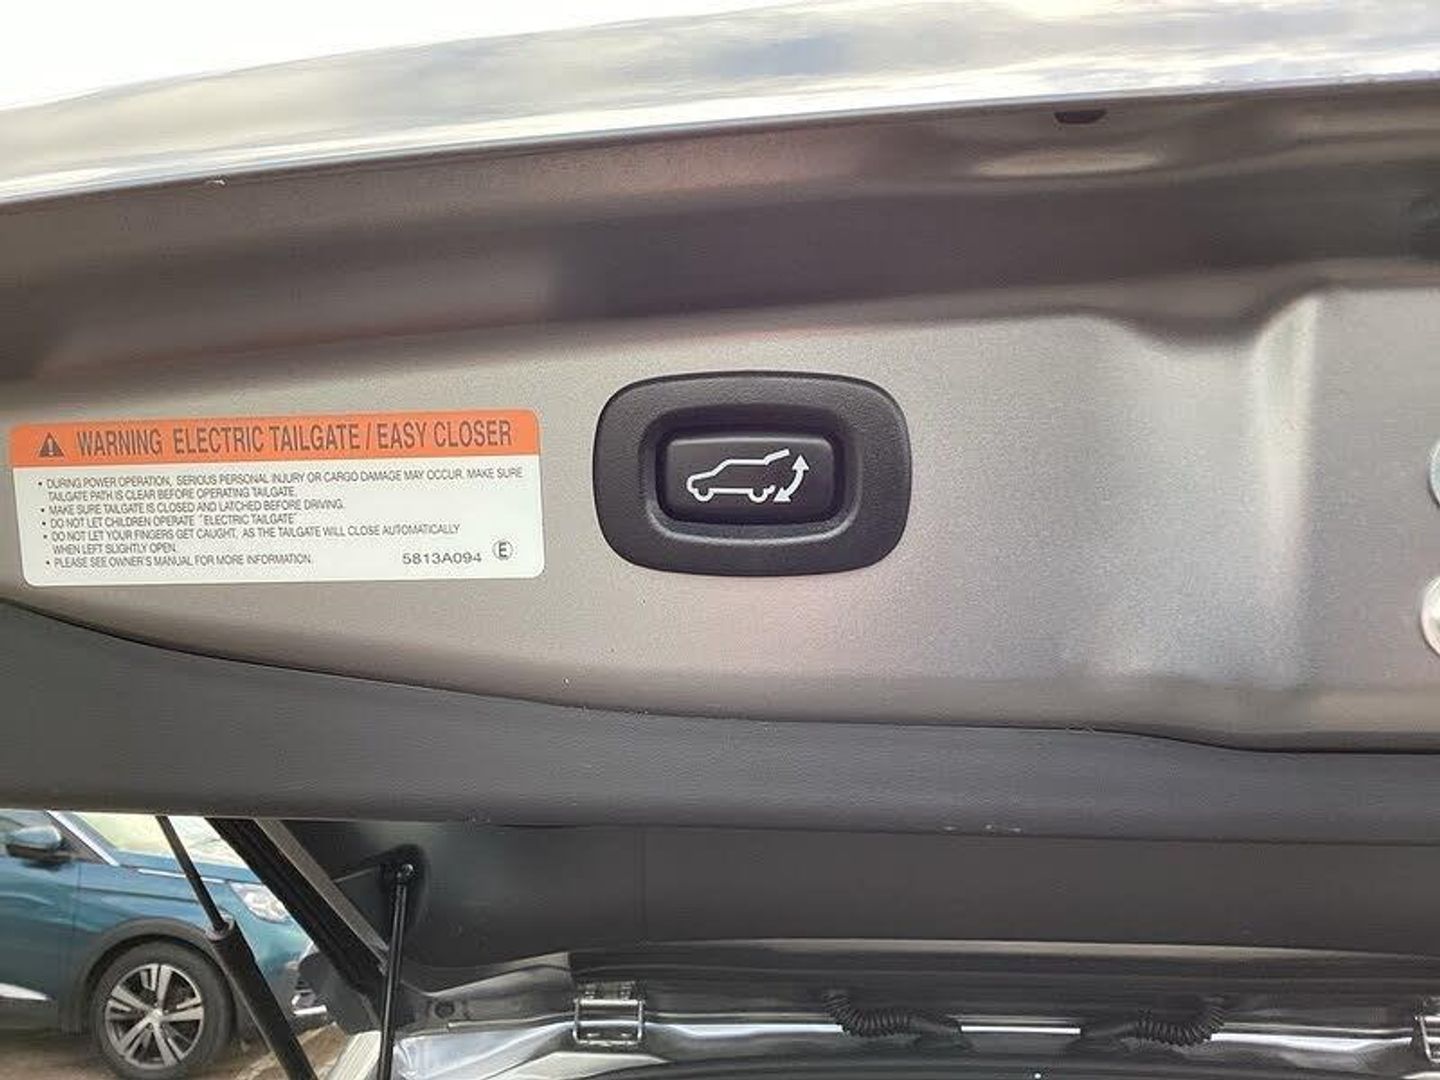 WARNING ELECTRIC TAILGATE / EASY CLOSER
• DURING POWER OPERATION, SERIOUS PERSONAL INJURY OR CARGO DAMAGE MAY OCCUR. MAKE SURE
TAILGATE PATH IS CLEAR BEFORE OPERATING TAILGATE.
• MAKE SURE TAILGATE IS CLOSED AND LATCHED BEFORE DRIVING.
• DO NOT LET CHILDREN OPERATE "ELECTRIC TAILGATE"
• DO NOT LET YOUR FINGERS GET CAUGHT, AS THE TAILGATE WILL CLOSE AUTOMATICALLY
WHEN LEFT SLIGHTLY OPEN.
• PLEASE SEE OWNER'S MANUAL FOR MORE INFORMATION.
5813A094 E